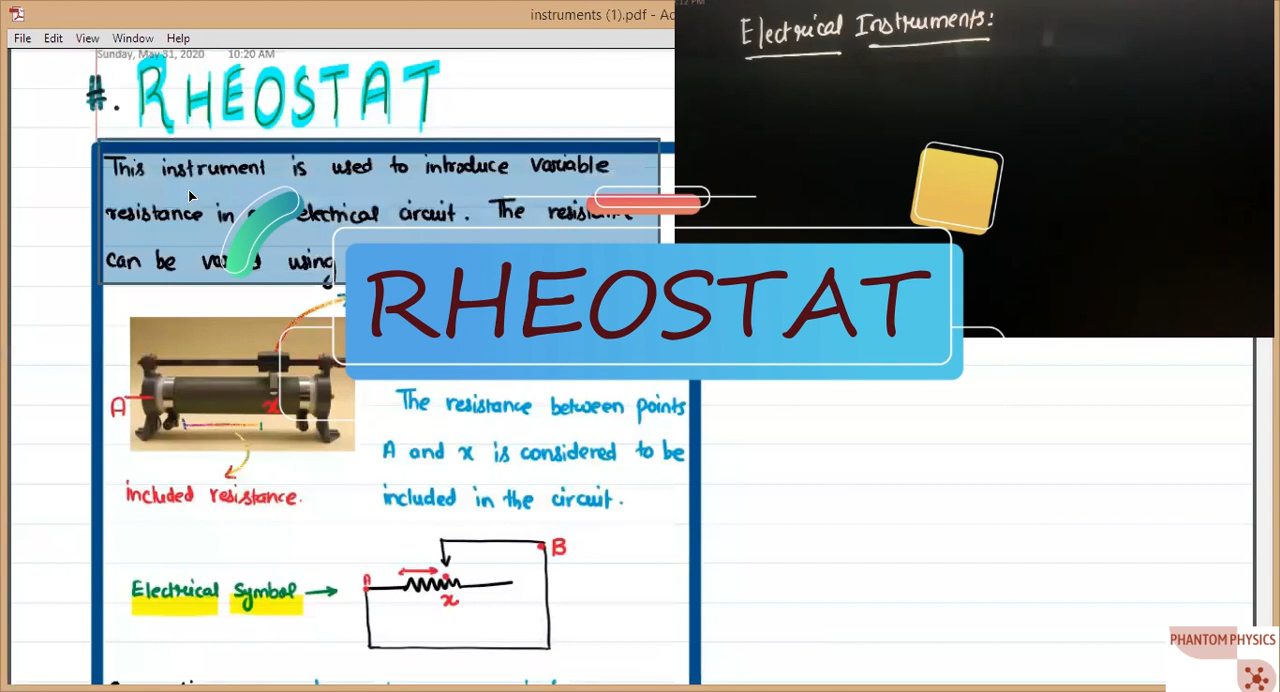 instruments (1).pdf - Ad
File Edit View Window Help
Sunday, May 31, 2020 10:20 AM
#. RHEOSTAT
This instrument is used to introduce variable
resistance in electrical circuit. The
can be using
RHEOSTAT
A
x
included resistance.
The resistance between points
A and x is considered to be
included in the circuit.
Electrical Symbol →
A
x
B
Electrical Instruments:
PHANTOM PHYSICS